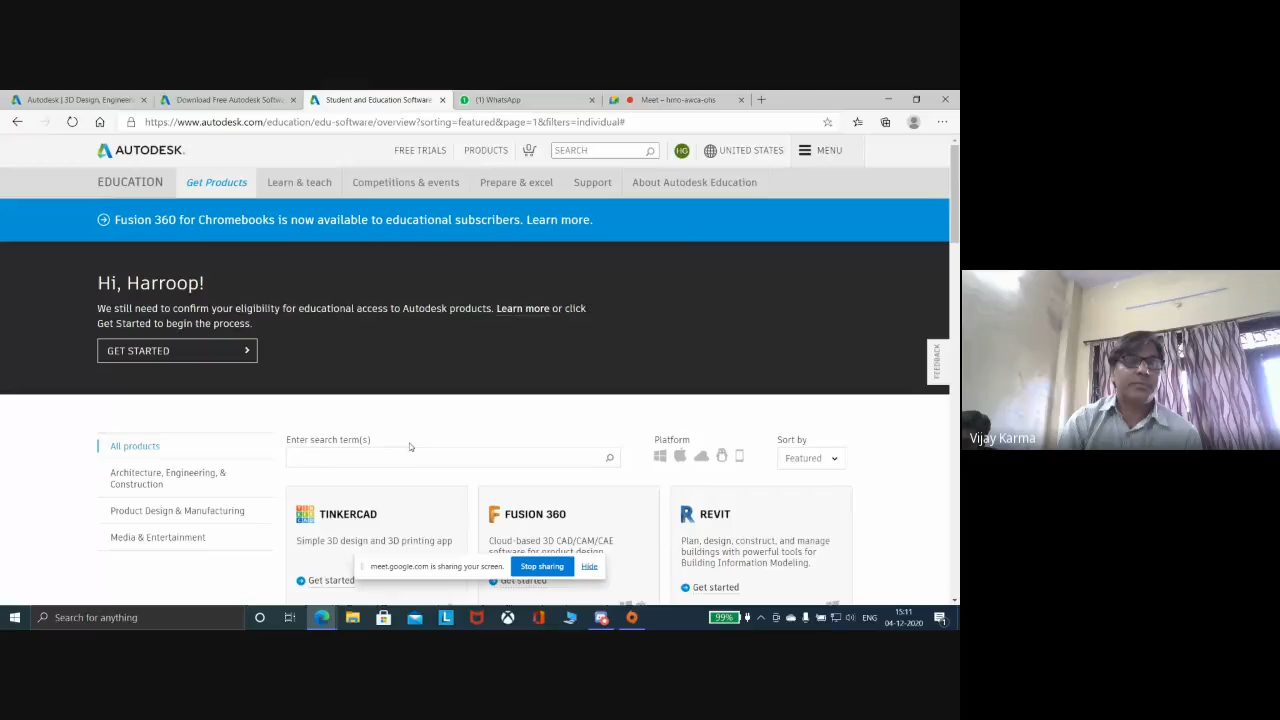 Autodesk | 3D Design, Engineer
Download Free Autodesk Softw
Student and Education Software
(1) WhatsApp
Meet – hmo-awca-ohs
https://www.autodesk.com/education/edu-software/overview?sorting=featured&page=1&filters=individual#
AUTODESK.
FREE TRIALS
PRODUCTS
SEARCH
HG
UNITED STATES
MENU
EDUCATION
Get Products
Learn & teach
Competitions & events
Prepare & excel
Support
About Autodesk Education
Fusion 360 for Chromebooks is now available to educational subscribers. Learn more.
Hi, Harroop!
We still need to confirm your eligibility for educational access to Autodesk products. Learn more or click
Get Started to begin the process.
GET STARTED
FEEDBACK
All products
Architecture, Engineering, &
Construction
Product Design & Manufacturing
Media & Entertainment
Enter search term(s)
Platform
Sort by
Featured
TINKERCAD
Simple 3D design and 3D printing app
Get started
FUSION 360
Cloud-based 3D CAD/CAM/CAE
software for product design
Get started
REVIT
Plan, design, construct, and manage
buildings with powerful tools for
Building Information Modeling.
Get started
meet.google.com is sharing your screen.
Stop sharing
Hide
Vijay Karma
Search for anything
99%
ENG
15:11
04-12-2020